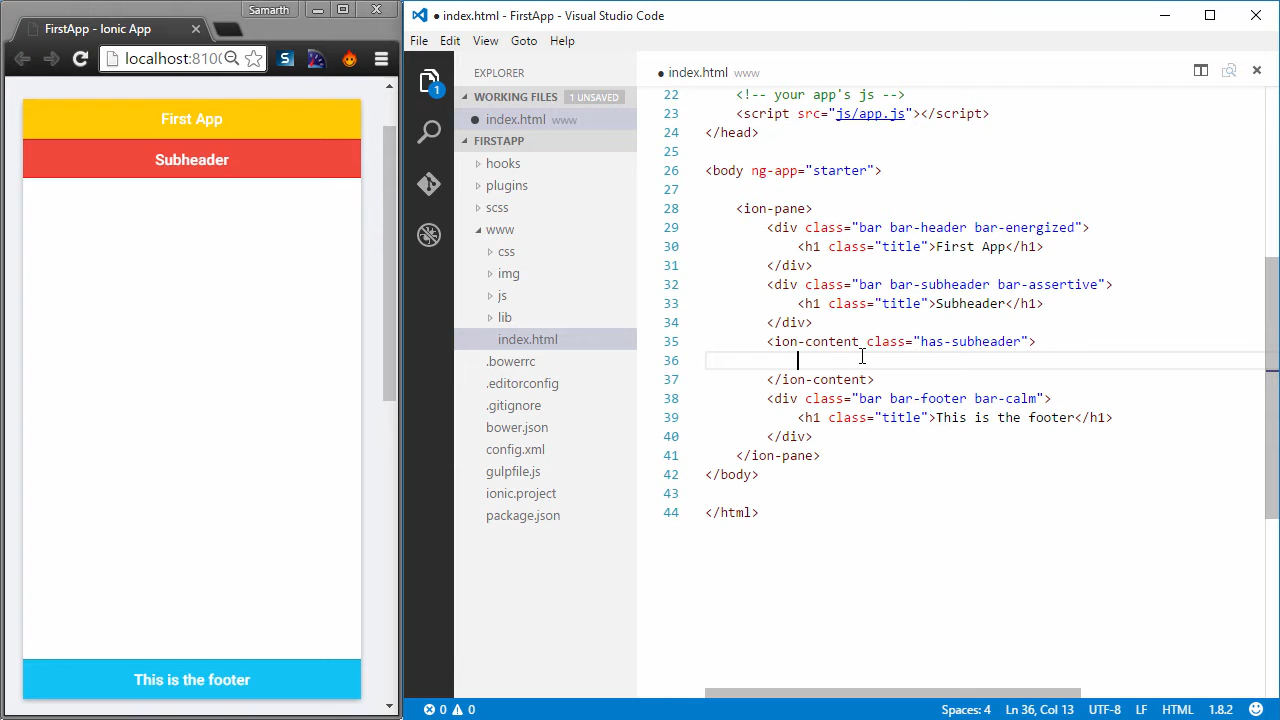 Samarth
FirstApp - Ionic App
localhost:8100
First App
Subheader
This is the footer
index.html - FirstApp - Visual Studio Code
File Edit View Goto Help
1
EXPLORER
WORKING FILES 1 UNSAVED
index.html www
FIRSTAPP
hooks
plugins
scss
www
css
img
js
lib
index.html
.bowerrc
.editorconfig
.gitignore
bower.json
config.xml
gulpfile.js
ionic.project
package.json
index.html www
22 <!-- your app's js -->
23 <script src="js/app.js"></script>
24 </head>
25
26 <body ng-app="starter">
27
28 <ion-pane>
29 <div class="bar bar-header bar-energized">
30 <h1 class="title">First App</h1>
31 </div>
32 <div class="bar bar-subheader bar-assertive">
33 <h1 class="title">Subheader</h1>
34 </div>
35 <ion-content class="has-subheader">
36
37 </ion-content>
38 <div class="bar bar-footer bar-calm">
39 <h1 class="title">This is the footer</h1>
40 </div>
41 </ion-pane>
42 </body>
43
44 </html>
0 0 Spaces: 4 Ln 36, Col 13 UTF-8 LF HTML 1.8.2